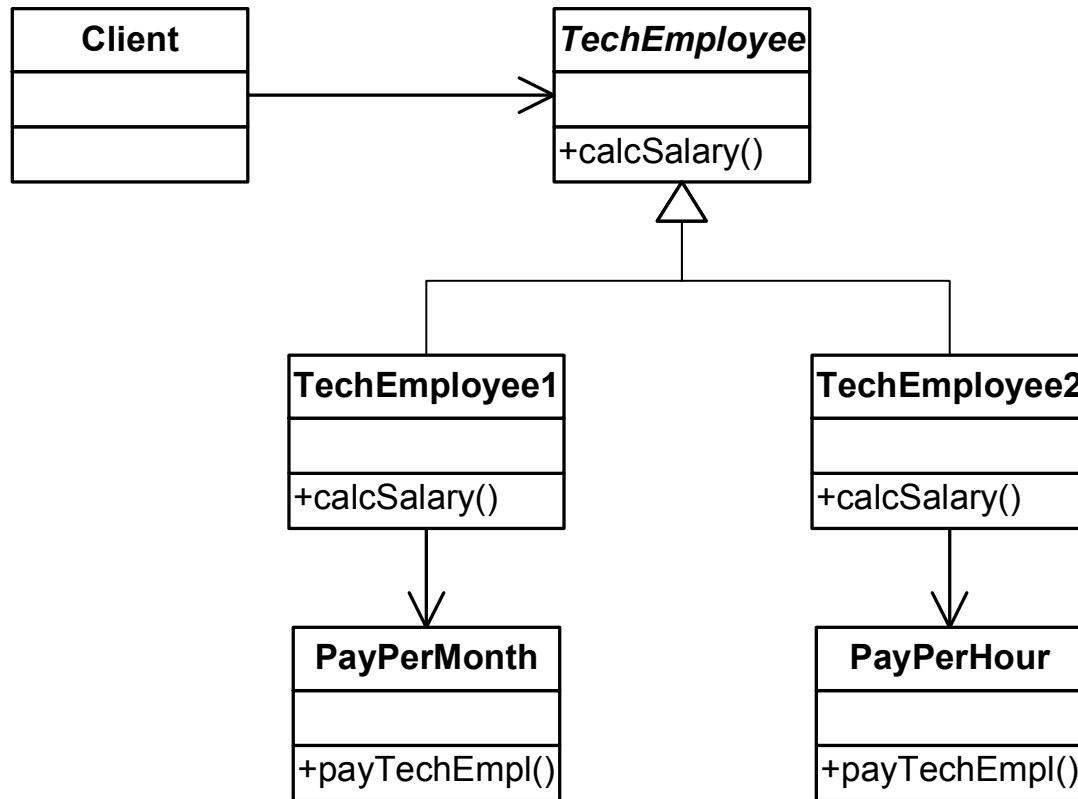 Client
TechEmployee
+calcSalary()
TechEmployee1
TechEmployee2
+calcSalary()
+calcSalary()
PayPerMonth
PayPerHour
+payTechEmpl()
+payTechEmpl()